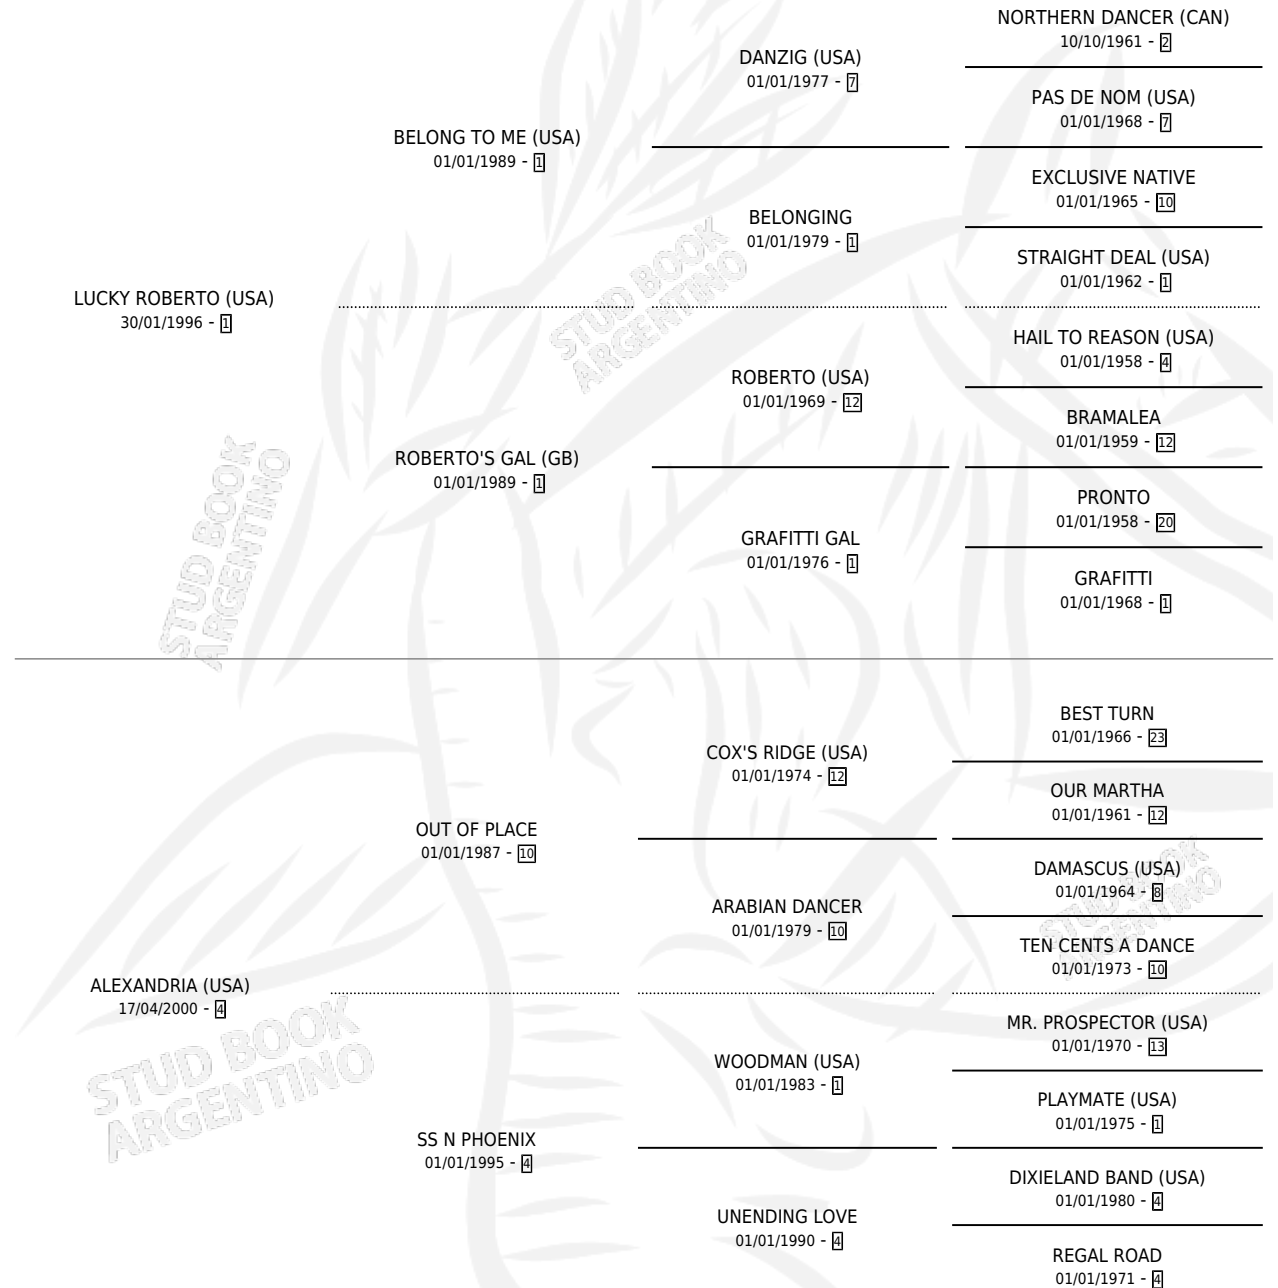 NORTHERN DANCER (CAN)
10/10/1961 - 2
DANZIG (USA)
01/01/1977 - 7
PAS DE NOM (USA)
01/01/1968 - 7
BELONG TO ME (USA)
01/01/1989 - 1
EXCLUSIVE NATIVE
01/01/1965 - 10
BELONGING
01/01/1979 - 1
STRAIGHT DEAL (USA)
01/01/1962 - 1
LUCKY ROBERTO (USA)
30/01/1996 - 1
STUD BOOK
ARGENTINO
HAIL TO REASON (USA)
01/01/1958 - 4
ROBERTO (USA)
01/01/1969 - 12
BRAMALEA
01/01/1959 - 12
ROBERTO'S GAL (GB)
01/01/1989 - 1
STUD BOOK
ARGENTINO
PRONTO
01/01/1958 - 20
GRAFITTI GAL
01/01/1976 - 1
GRAFITTI
01/01/1968 - 1
BEST TURN
01/01/1966 - 23
COX'S RIDGE (USA)
01/01/1974 - 12
OUR MARTHA
01/01/1961 - 12
OUT OF PLACE
01/01/1987 - 10
DAMASCUS (USA)
01/01/1964 - 8
STUD BOOK
ARGENTINO
ARABIAN DANCER
01/01/1979 - 10
TEN CENTS A DANCE
01/01/1973 - 10
ALEXANDRIA (USA)
17/04/2000 - 4
STUD BOOK
ARGENTINO
MR. PROSPECTOR (USA)
01/01/1970 - 13
WOODMAN (USA)
01/01/1983 - 1
PLAYMATE (USA)
01/01/1975 - 1
SS N PHOENIX
01/01/1995 - 4
DIXIELAND BAND (USA)
01/01/1980 - 4
UNENDING LOVE
01/01/1990 - 4
REGAL ROAD
01/01/1971 - 4